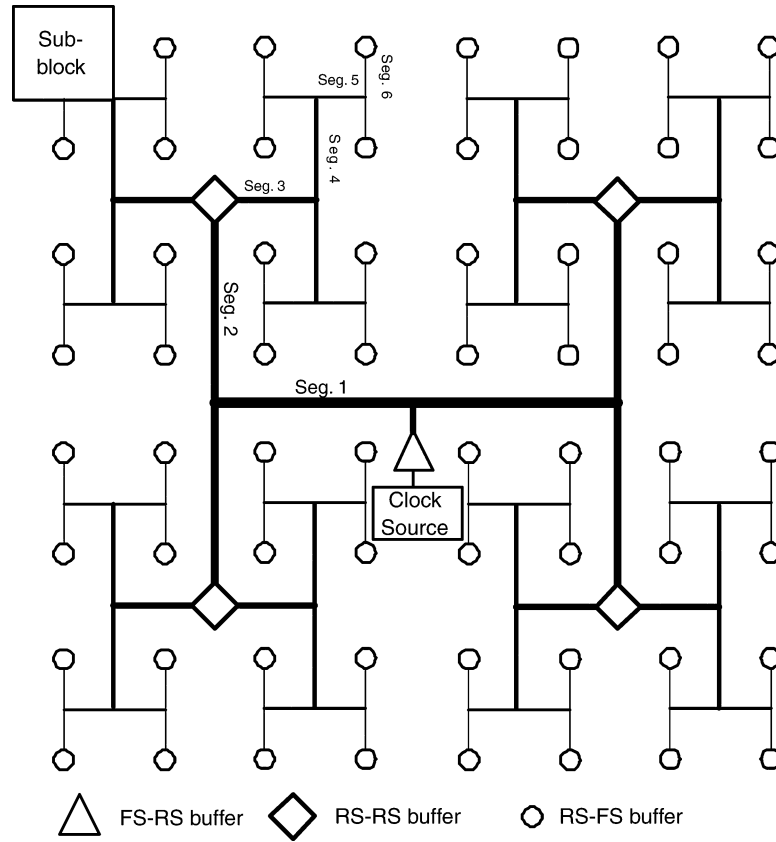 Sub-
block
Seg. 5
Seg. 6
Seg. 4
Seg. 3
Seg. 2
Seg. 1
Clock
Source
FS-RS buffer
RS-RS buffer
RS-FS buffer